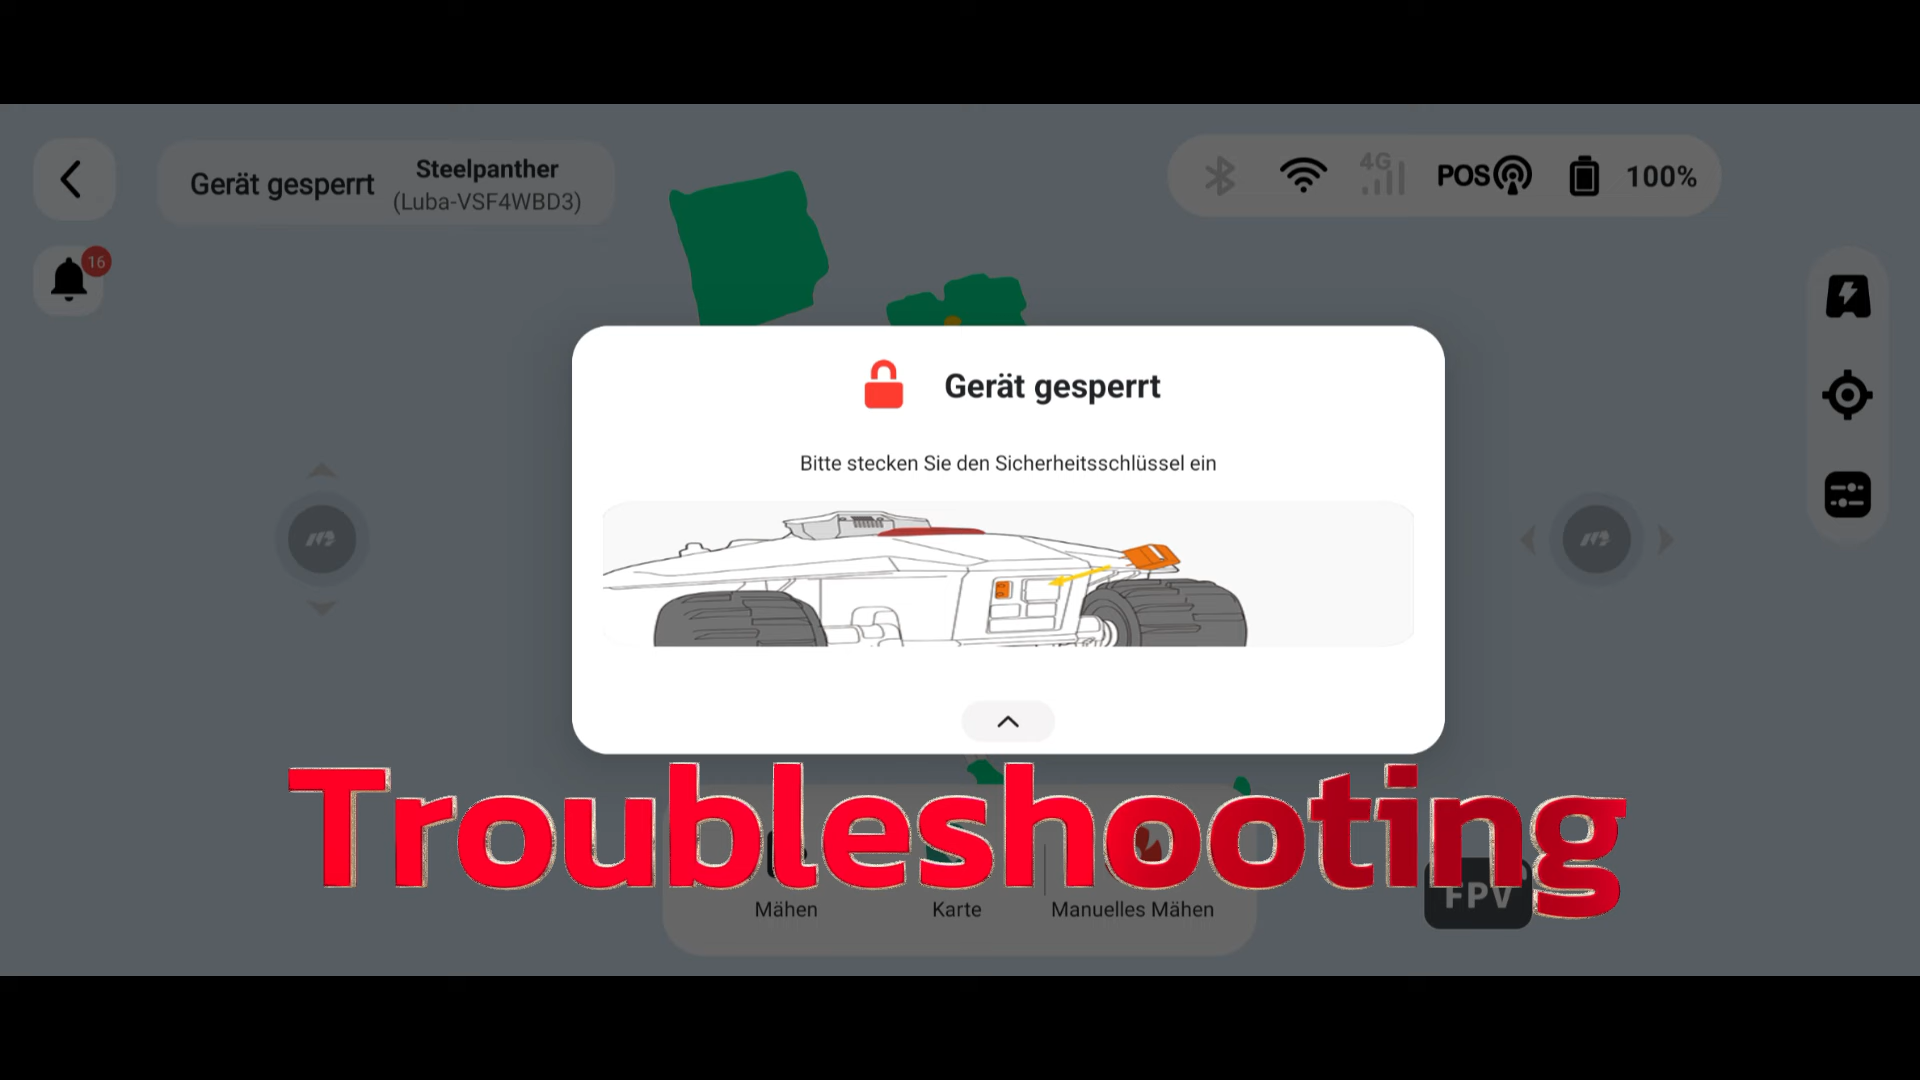 Gerät gesperrt
Steelpanther
(Luba-VSF4WBD3)
4G
POS
100%
16
Gerät gesperrt
Bitte stecken Sie den Sicherheitsschlüssel ein
Troubleshooting
Mähen
Karte
Manuelles Mähen
FPV